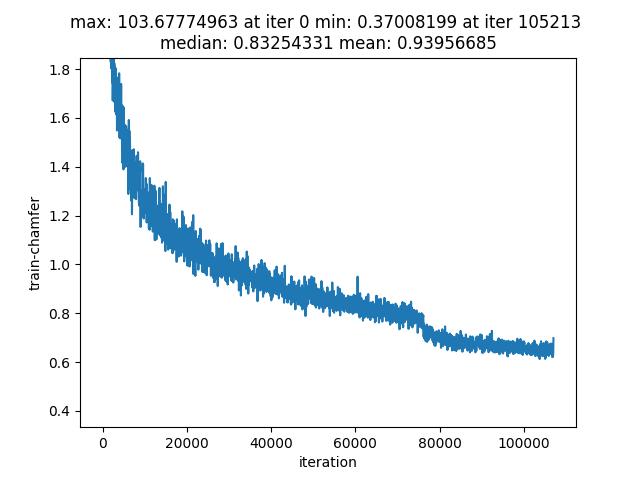 max: 103.67774963 at iter 0 min: 0.37008199 at iter 105213
median: 0.83254331 mean: 0.93956685
1.8
1.6
1.4
1.2
1.0
0.8
0.6
0.4
train-chamfer
0 20000 40000 60000 80000 100000
iteration